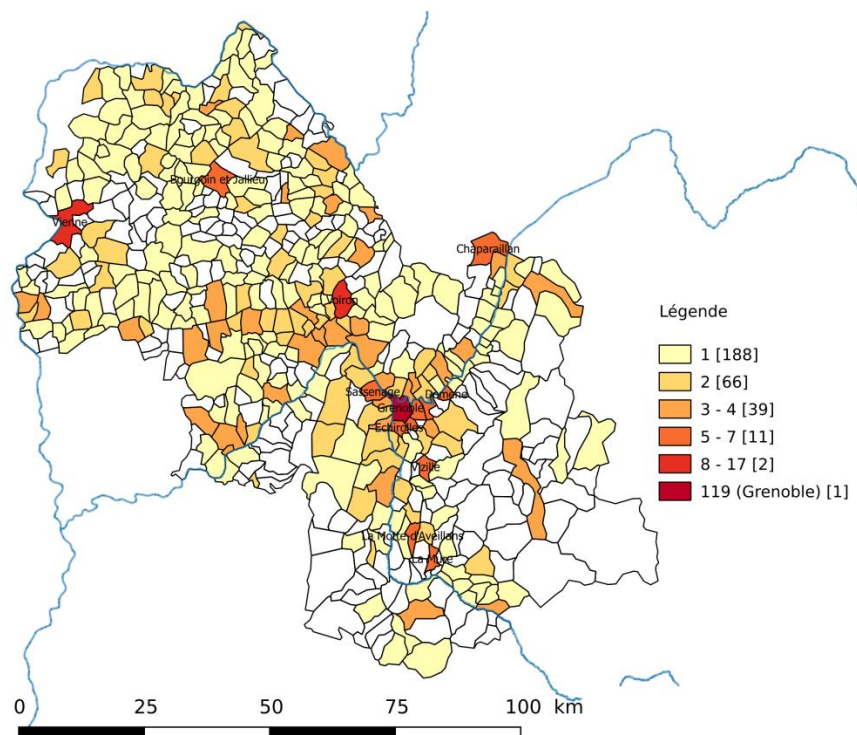 Bourgoin et Jallieu
Vienne
Chaparaillan
Voiron
Légende
1 [188]
2 [66]
3 - 4 [39]
5 - 7 [11]
8 - 17 [2]
119 (Grenoble) [1]
Sassenage
Domène
Grenoble
Échirolles
Vizille
La Motte-d'Aveillans
La Mure
0 25 50 75 100 km